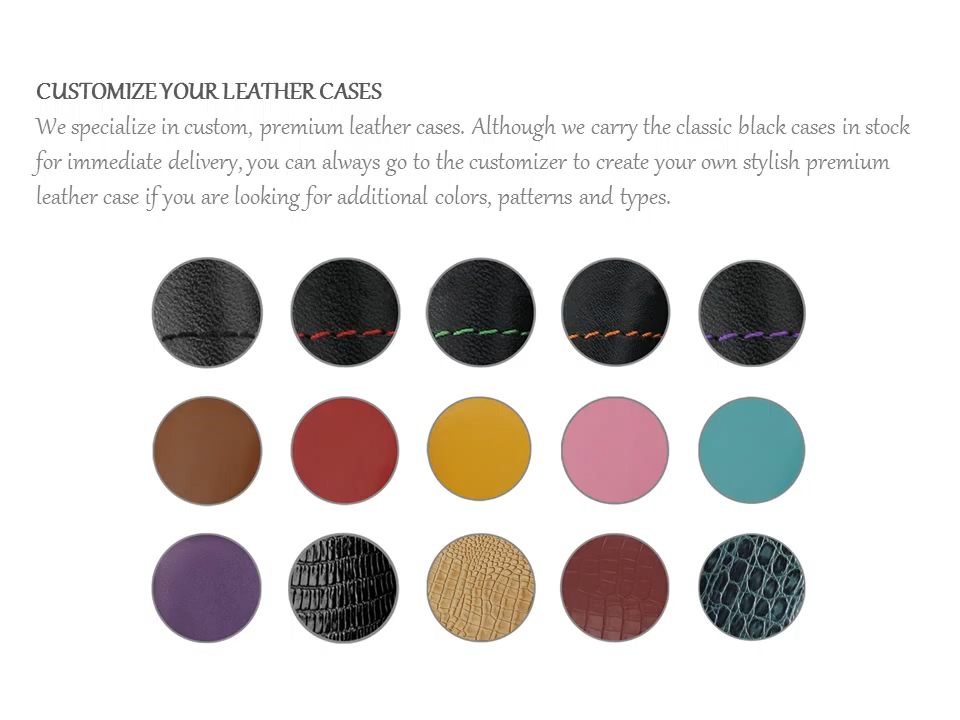 CUSTOMIZE YOUR LEATHER CASES
We specialize in custom, premium leather cases. Although we carry the classic black cases in stock
for immediate delivery, you can always go to the customizer to create your own stylish premium
leather case if you are looking for additional colors, patterns and types.